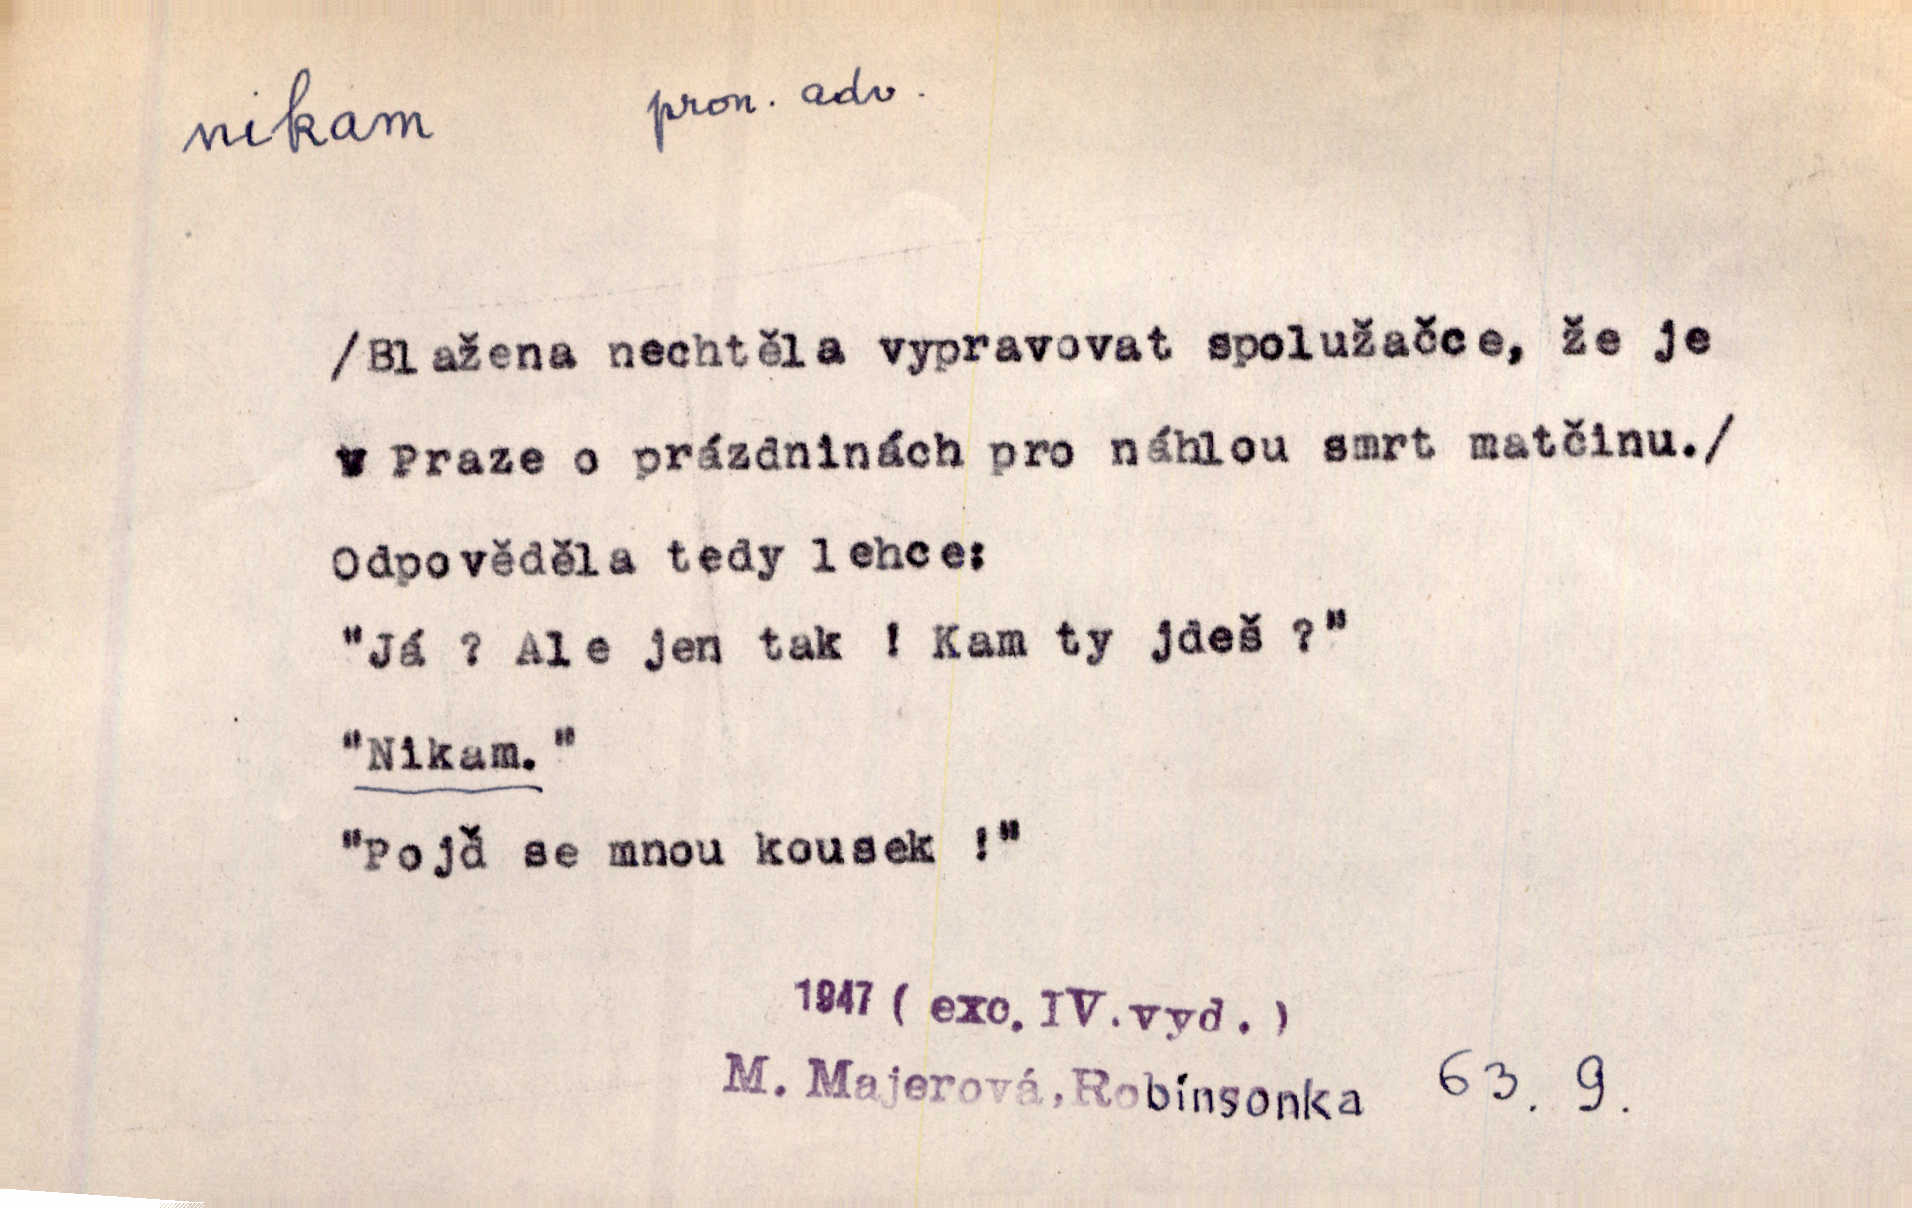 nikam pron. adv.
/Blažena nechtěla vypravovat spolužačce, že je
v Praze o prázdninách pro náhlou smrt matčinu./
Odpověděla tedy lehce:
"Já ? Ale jen tak ! Kam ty jdeš ?"
"Nikam."
"Pojď se mnou kousek !"
1947 ( exc. IV. vyd. )
M. Majerová, Robinsonka 63. 9.